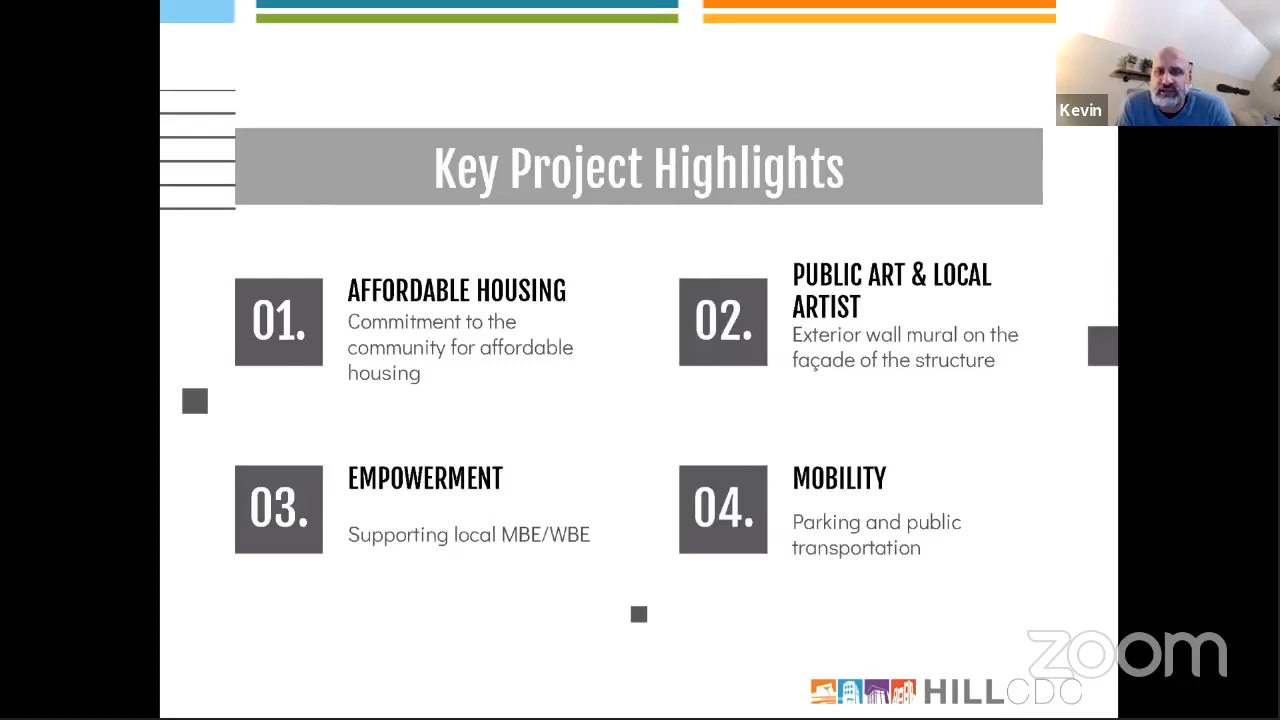 Kevin
Key Project Highlights
01.
AFFORDABLE HOUSING
Commitment to the
community for affordable
housing
02.
PUBLIC ART & LOCAL
ARTIST
Exterior wall mural on the
façade of the structure
03.
EMPOWERMENT
Supporting local MBE/WBE
04.
MOBILITY
Parking and public
transportation
zoom
HILLCDC